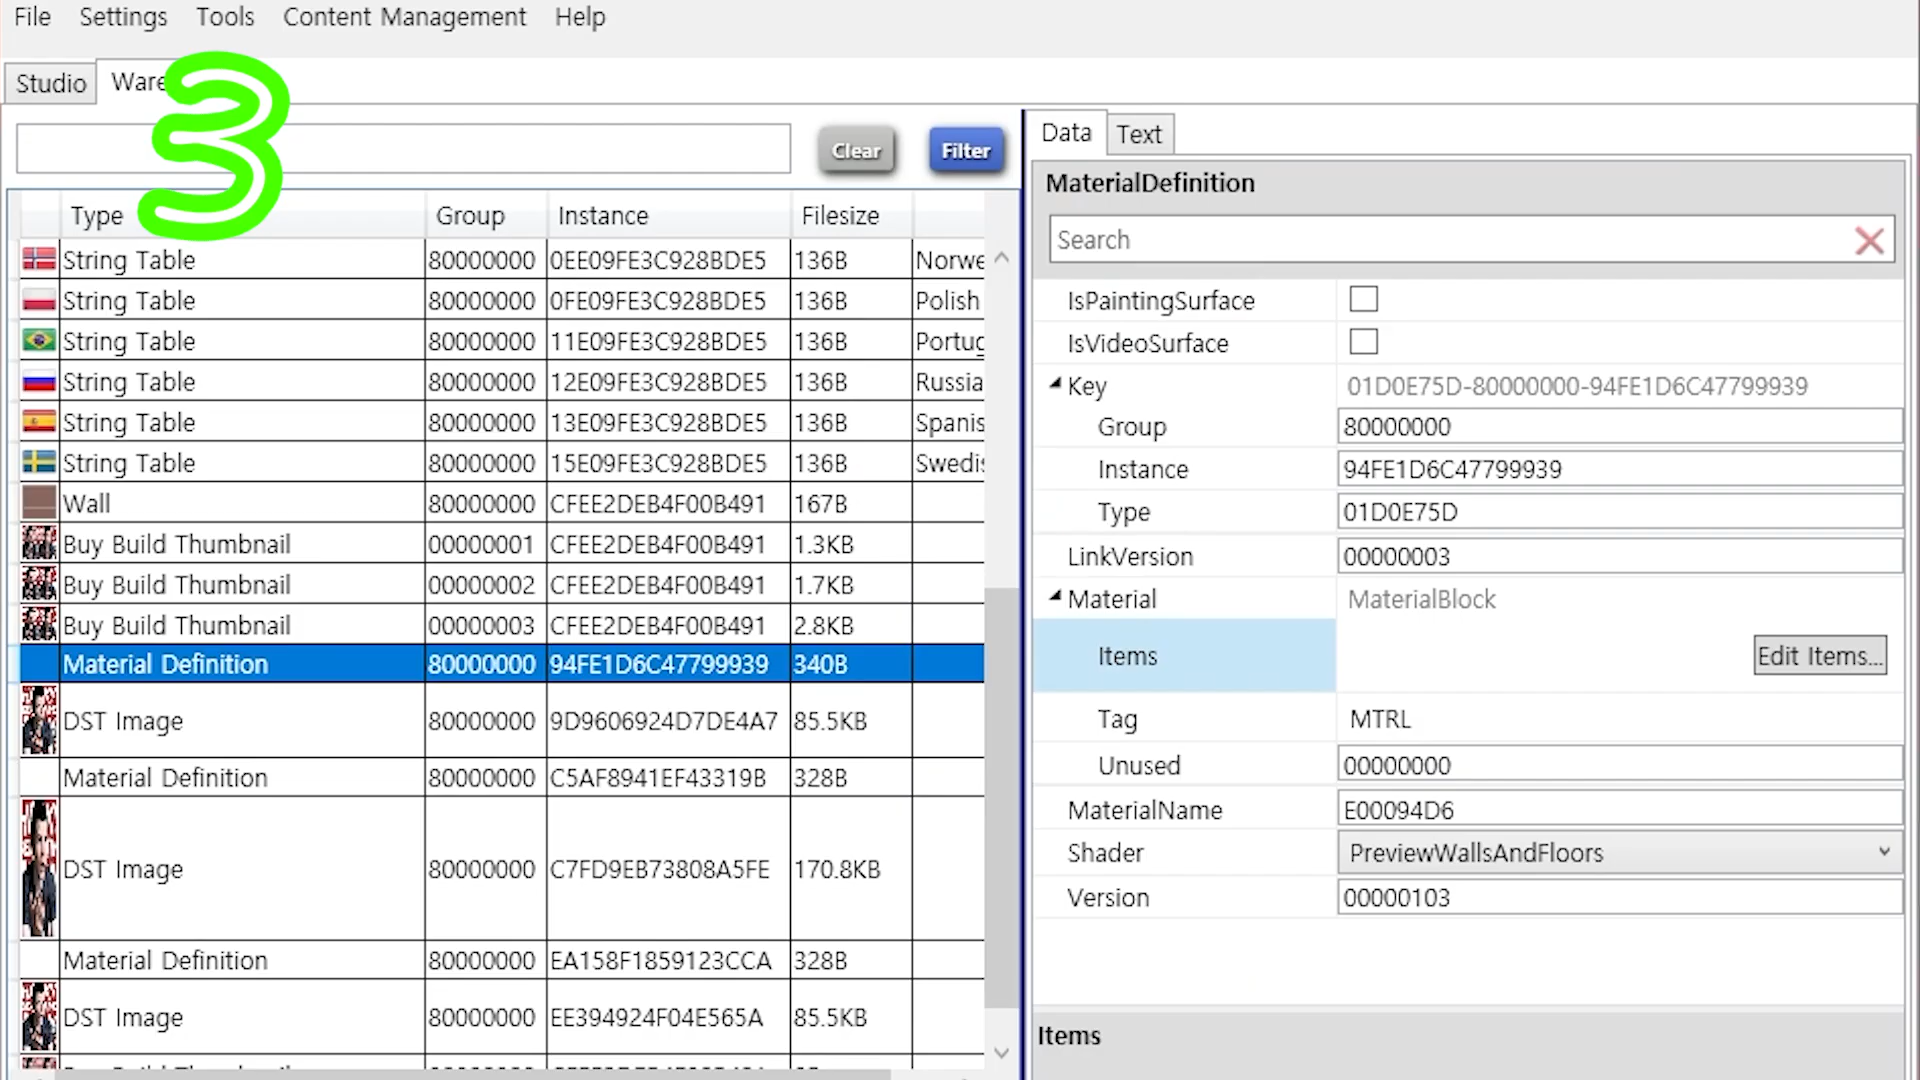 File Settings Tools Content Management Help
Studio Ware
3
Clear Filter
Type Group Instance Filesize
String Table 80000000 0EE09FE3C928BDE5 136B Norwe
String Table 80000000 0FE09FE3C928BDE5 136B Polish
String Table 80000000 11E09FE3C928BDE5 136B Portug
String Table 80000000 12E09FE3C928BDE5 136B Russia
String Table 80000000 13E09FE3C928BDE5 136B Spanis
String Table 80000000 15E09FE3C928BDE5 136B Swedis
Wall 80000000 CFEE2DEB4F00B491 167B
Buy Build Thumbnail 00000001 CFEE2DEB4F00B491 1.3KB
Buy Build Thumbnail 00000002 CFEE2DEB4F00B491 1.7KB
Buy Build Thumbnail 00000003 CFEE2DEB4F00B491 2.8KB
Material Definition 80000000 94FE1D6C47799939 340B
DST Image 80000000 9D9606924D7DE4A7 85.5KB
Material Definition 80000000 C5AF8941EF43319B 328B
DST Image 80000000 C7FD9EB73808A5FE 170.8KB
Material Definition 80000000 EA158F1859123CCA 328B
DST Image 80000000 EE394924F04E565A 85.5KB
Data Text
MaterialDefinition
Search
IsPaintingSurface
IsVideoSurface
Key 01D0E75D-80000000-94FE1D6C47799939
Group 80000000
Instance 94FE1D6C47799939
Type 01D0E75D
LinkVersion 00000003
Material MaterialBlock
Items Edit Items...
Tag MTRL
Unused 00000000
MaterialName E00094D6
Shader PreviewWallsAndFloors
Version 00000103
Items